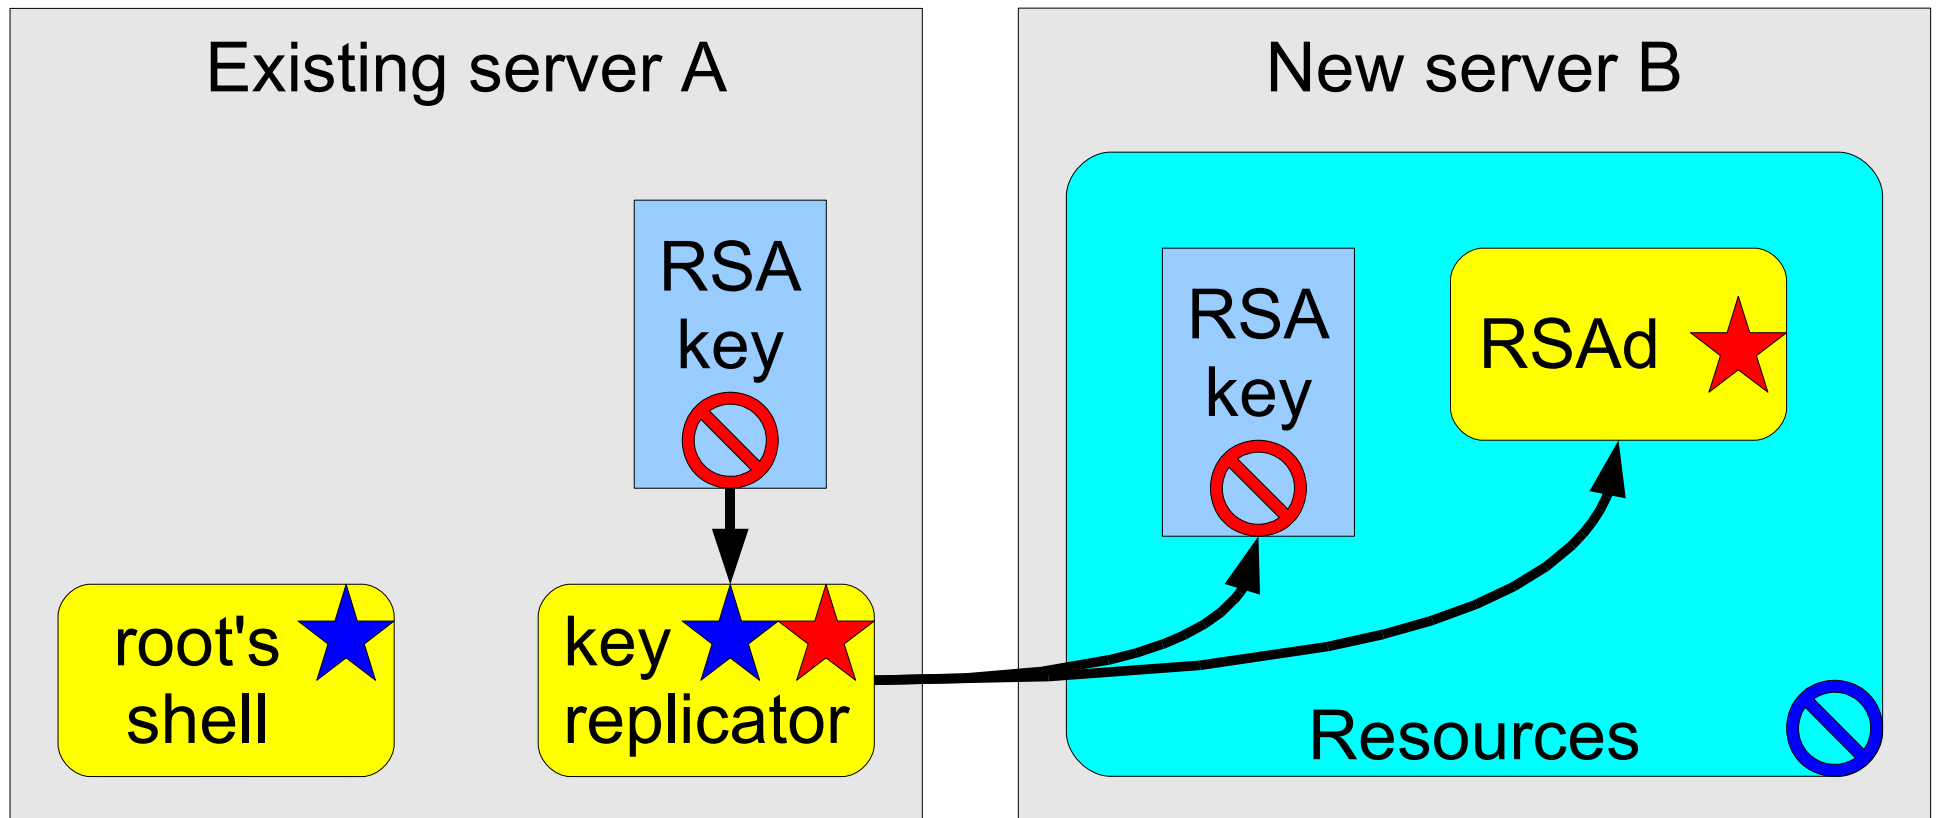 Existing server A
RSA
key
root's
shell
key
replicator
New server B
RSA
key
RSAd
Resources